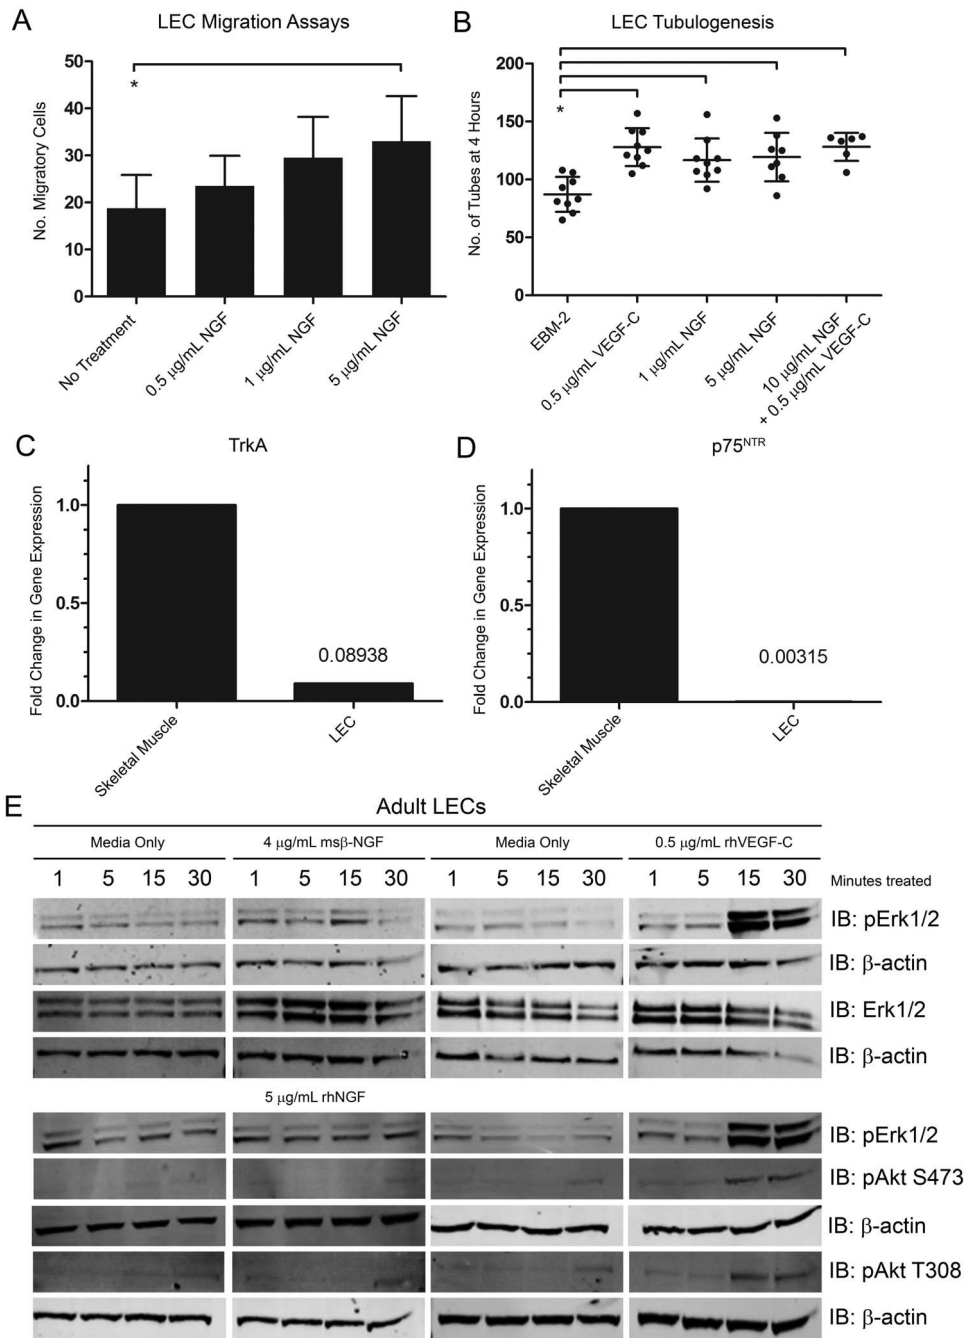 A
LEC Migration Assays
No. Migratory Cells
50
40
30
20
10
0
*
No Treatment
0.5 µg/mL NGF
1 µg/mL NGF
5 µg/mL NGF
B
LEC Tubulogenesis
No. of Tubes at 4 Hours
200
150
100
50
0
*
EBM-2
0.5 µg/mL VEGF-C
1 µg/mL NGF
5 µg/mL NGF
10 µg/mL NGF
+ 0.5 µg/mL VEGF-C
C
TrkA
Fold Change in Gene Expression
1.0
0.5
0.0
0.08938
Skeletal Muscle
LEC
D
p75NTR
Fold Change in Gene Expression
1.0
0.5
0.0
0.00315
Skeletal Muscle
LEC
E
Adult LECs
Media Only 4 µg/mL msβ-NGF Media Only 0.5 µg/mL rhVEGF-C
1 5 15 30 1 5 15 30 1 5 15 30 1 5 15 30 Minutes treated
IB: pErk1/2
IB: β-actin
IB: Erk1/2
IB: β-actin
5 µg/mL rhNGF
IB: pErk1/2
IB: pAkt S473
IB: β-actin
IB: pAkt T308
IB: β-actin